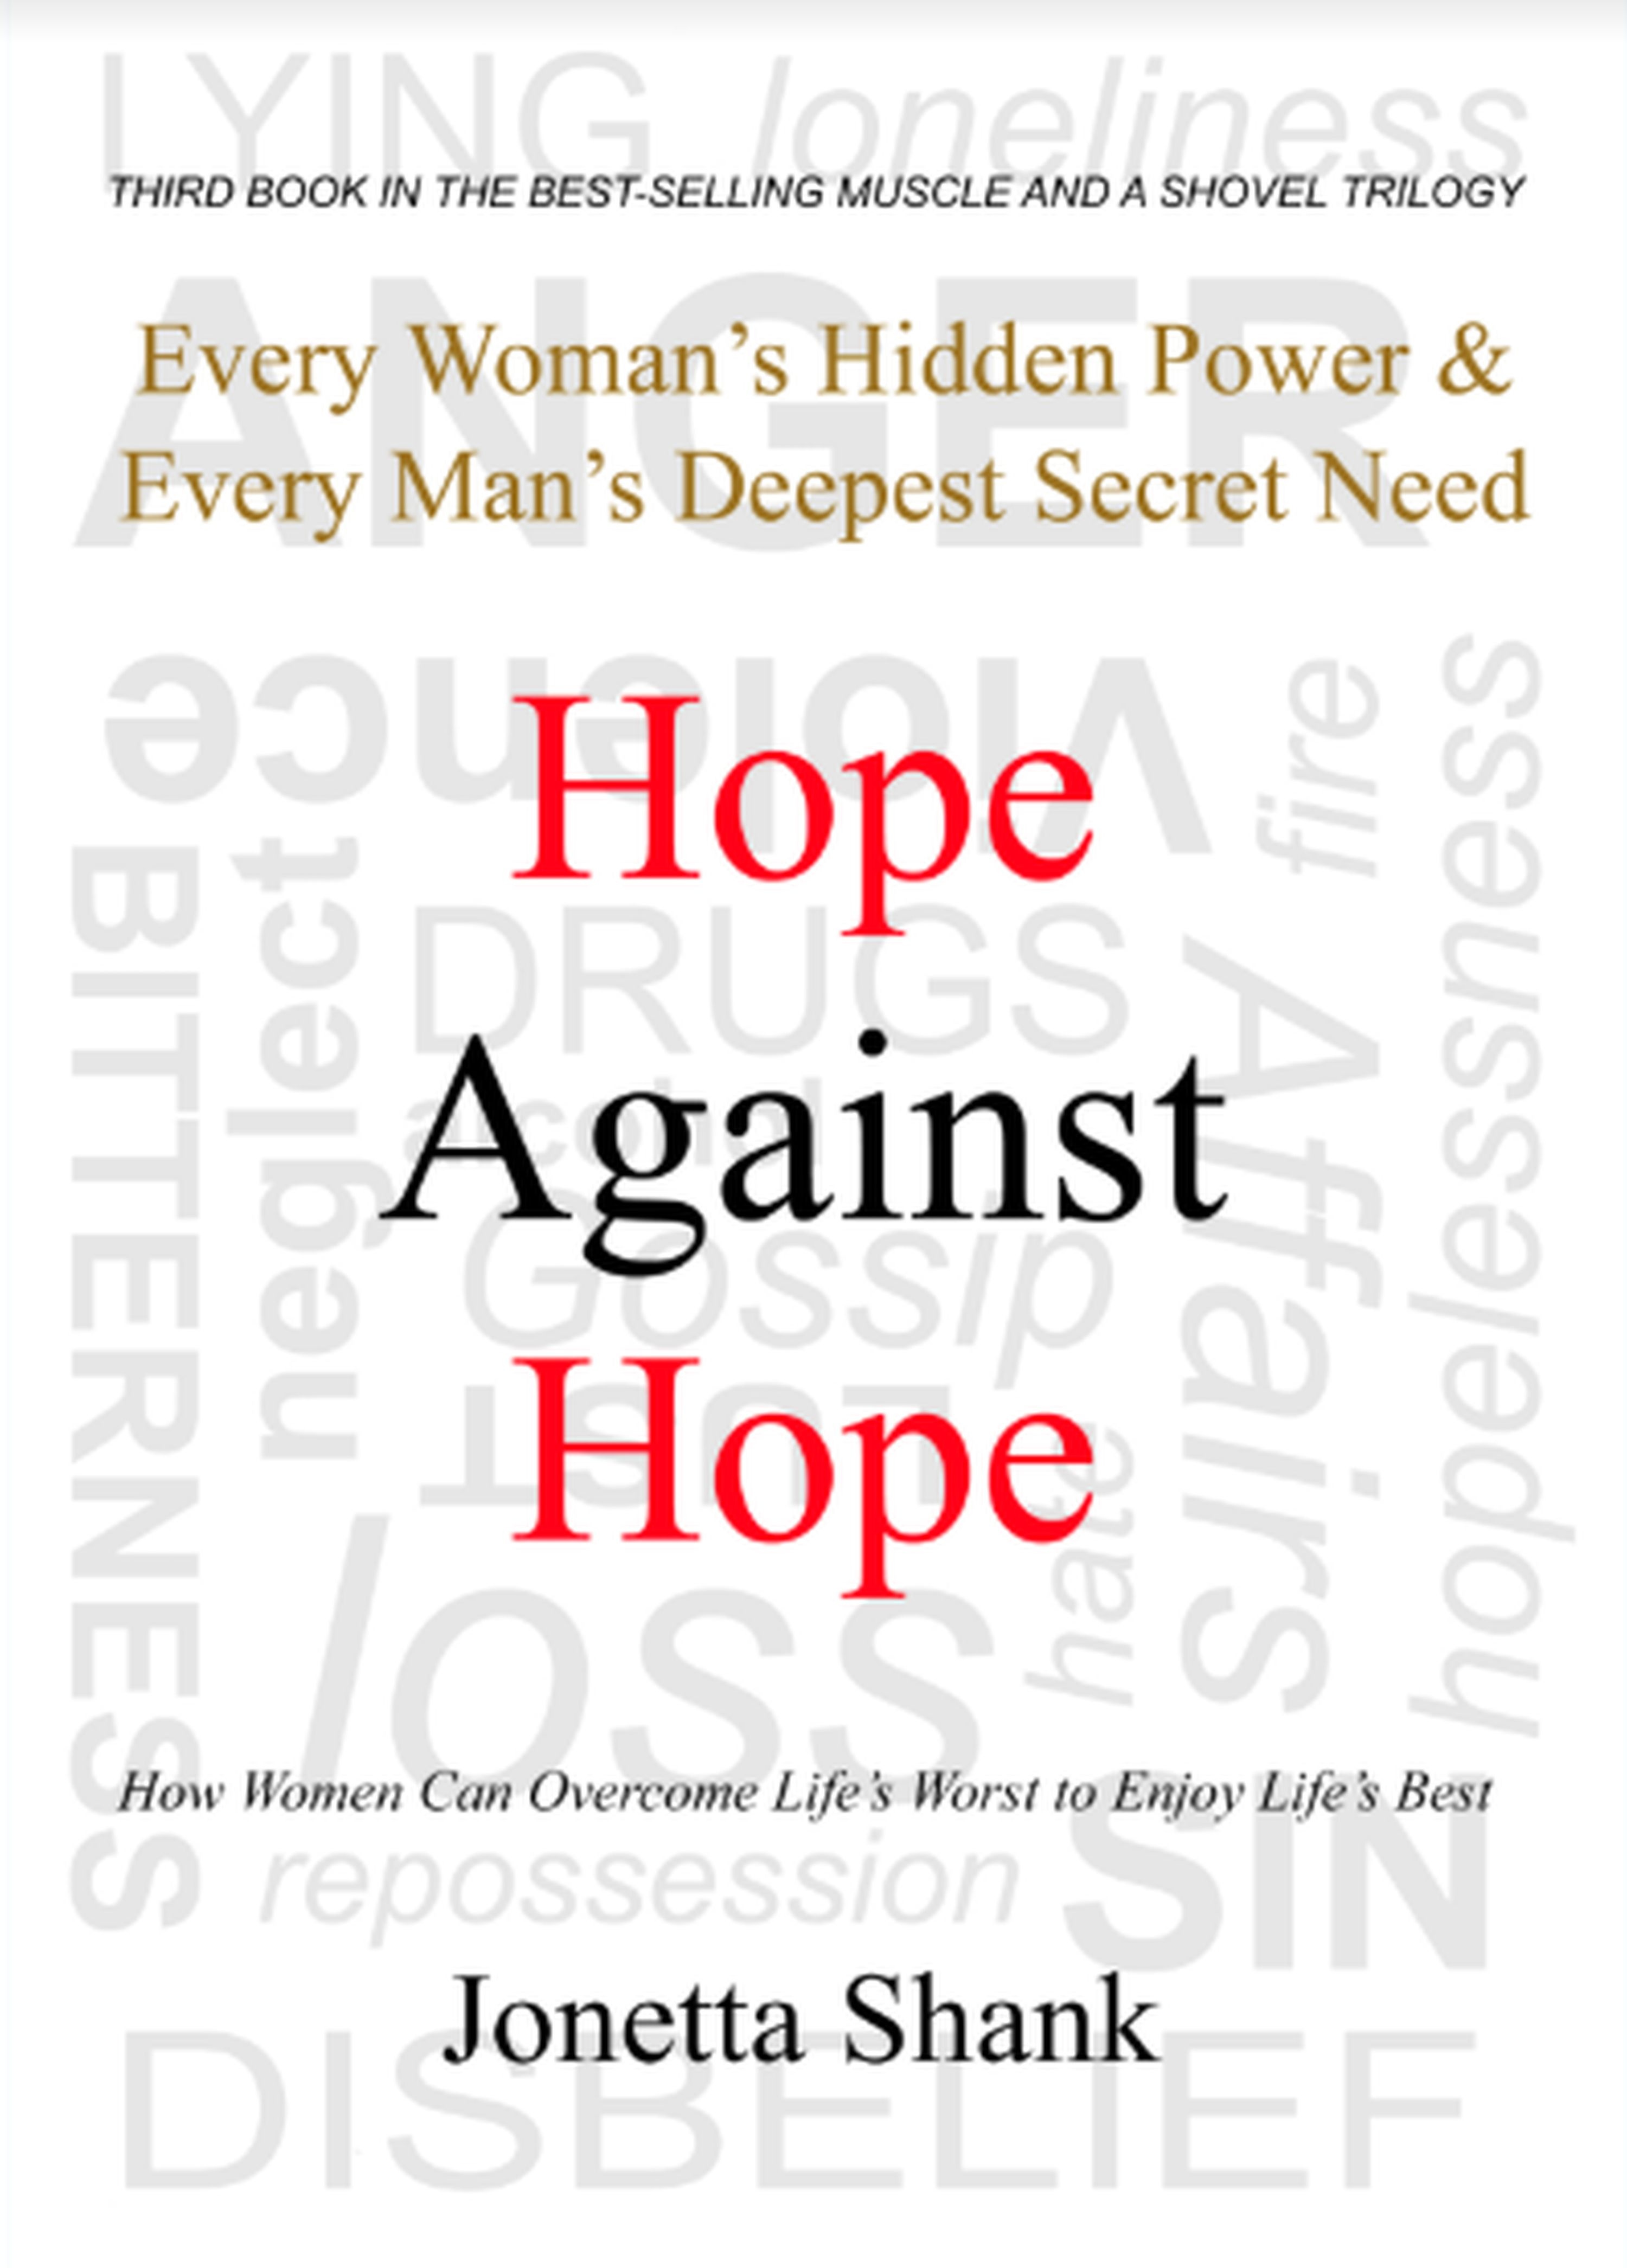 LYING loneliness
THIRD BOOK IN THE BEST-SELLING MUSCLE AND A SHOVEL TRILOGY
ANGER
Every Woman’s Hidden Power &
Every Man’s Deepest Secret Need
violence
fire
hopelessness
Hope
BITTERNESS
neglect
DRUGS
Affairs
Against
alcohol
Gossip
Hope
LUST
hate
loss
How Women Can Overcome Life’s Worst to Enjoy Life’s Best
repossession
SIN
Jonetta Shank
DISBELIEF